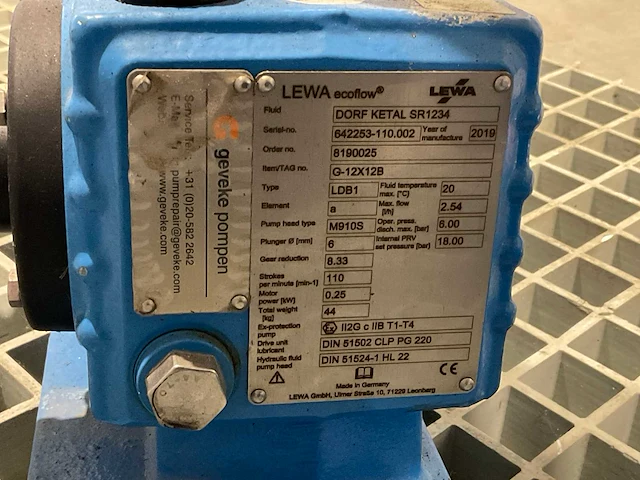 LEWA ecoflow® LEWA
Fluid DORF KETAL SR1234
Serial-no. 642253-110.002 Year of manufacture 2019
Order no. 8190025
Item/TAG no. G-12X12B
Type LDB1 Fluid temperature max. [°C] 20
Element a Max. flow [l/h] 2.54
Pump head type M910S Oper. press. disch. max [bar] 6.00
Plunger Ø [mm] 6 Internal PRV set pressure [bar] 18.00
Gear reduction 8.33
Strokes per minute [min-1] 110
Motor power [kW] 0.25
Total weight [kg] 44
Ex-protection pump II2G c IIB T1-T4
Drive unit lubricant DIN 51502 CLP PG 220
Hydraulic fluid pump head DIN 51524-1 HL 22
CE
Made in Germany
LEWA GmbH, Ulmer Straße 10, 71229 Leonberg
G geveke pompen
Service +31 (0)20-582 2642
pumprepair@geveke.com
www.geveke.com